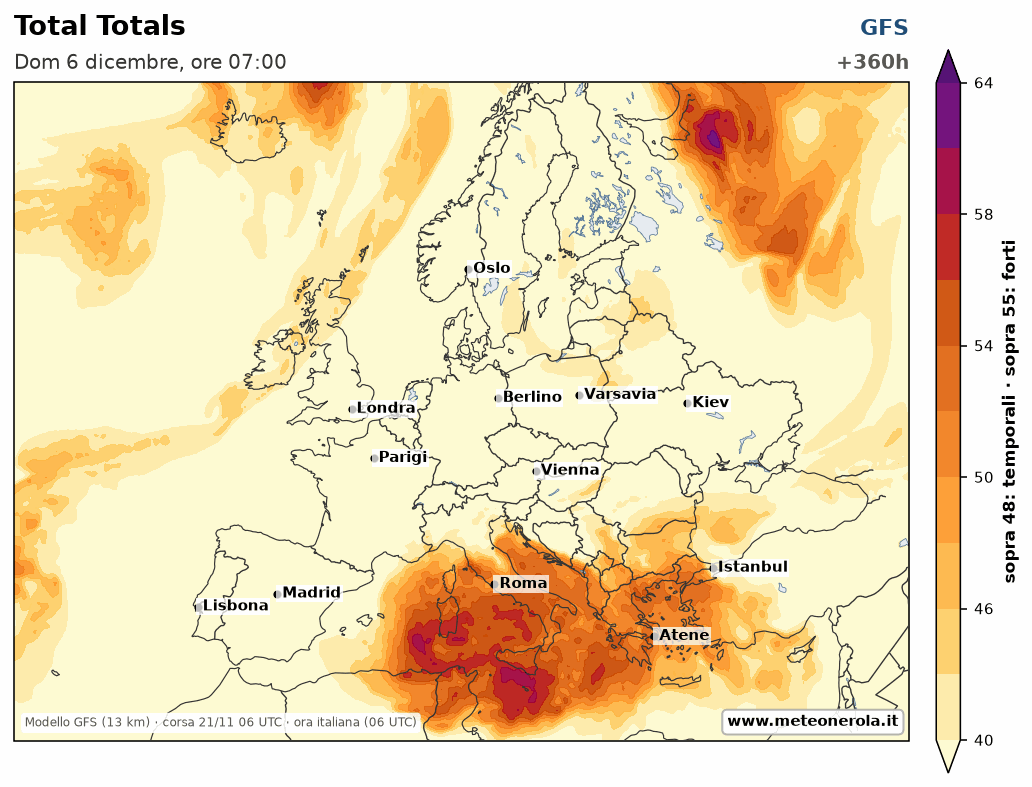 Total Totals
GFS
Dom 6 dicembre, ore 07:00
+360h
64
58
54
50
46
40
sopra 48: temporali · sopra 55: forti
Oslo
Berlino
Varsavia
Kiev
Londra
Parigi
Vienna
Istanbul
Roma
Madrid
Lisbona
Atene
Modello GFS (13 km) · corsa 21/11 06 UTC · ora italiana (06 UTC)
www.meteonerola.it